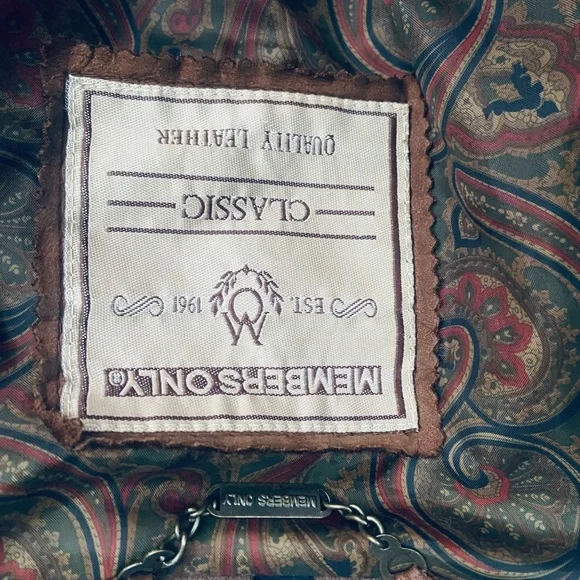 MEMBERS ONLY
MEMBERS ONLY®
EST. 1961
CLASSIC
QUALITY LEATHER